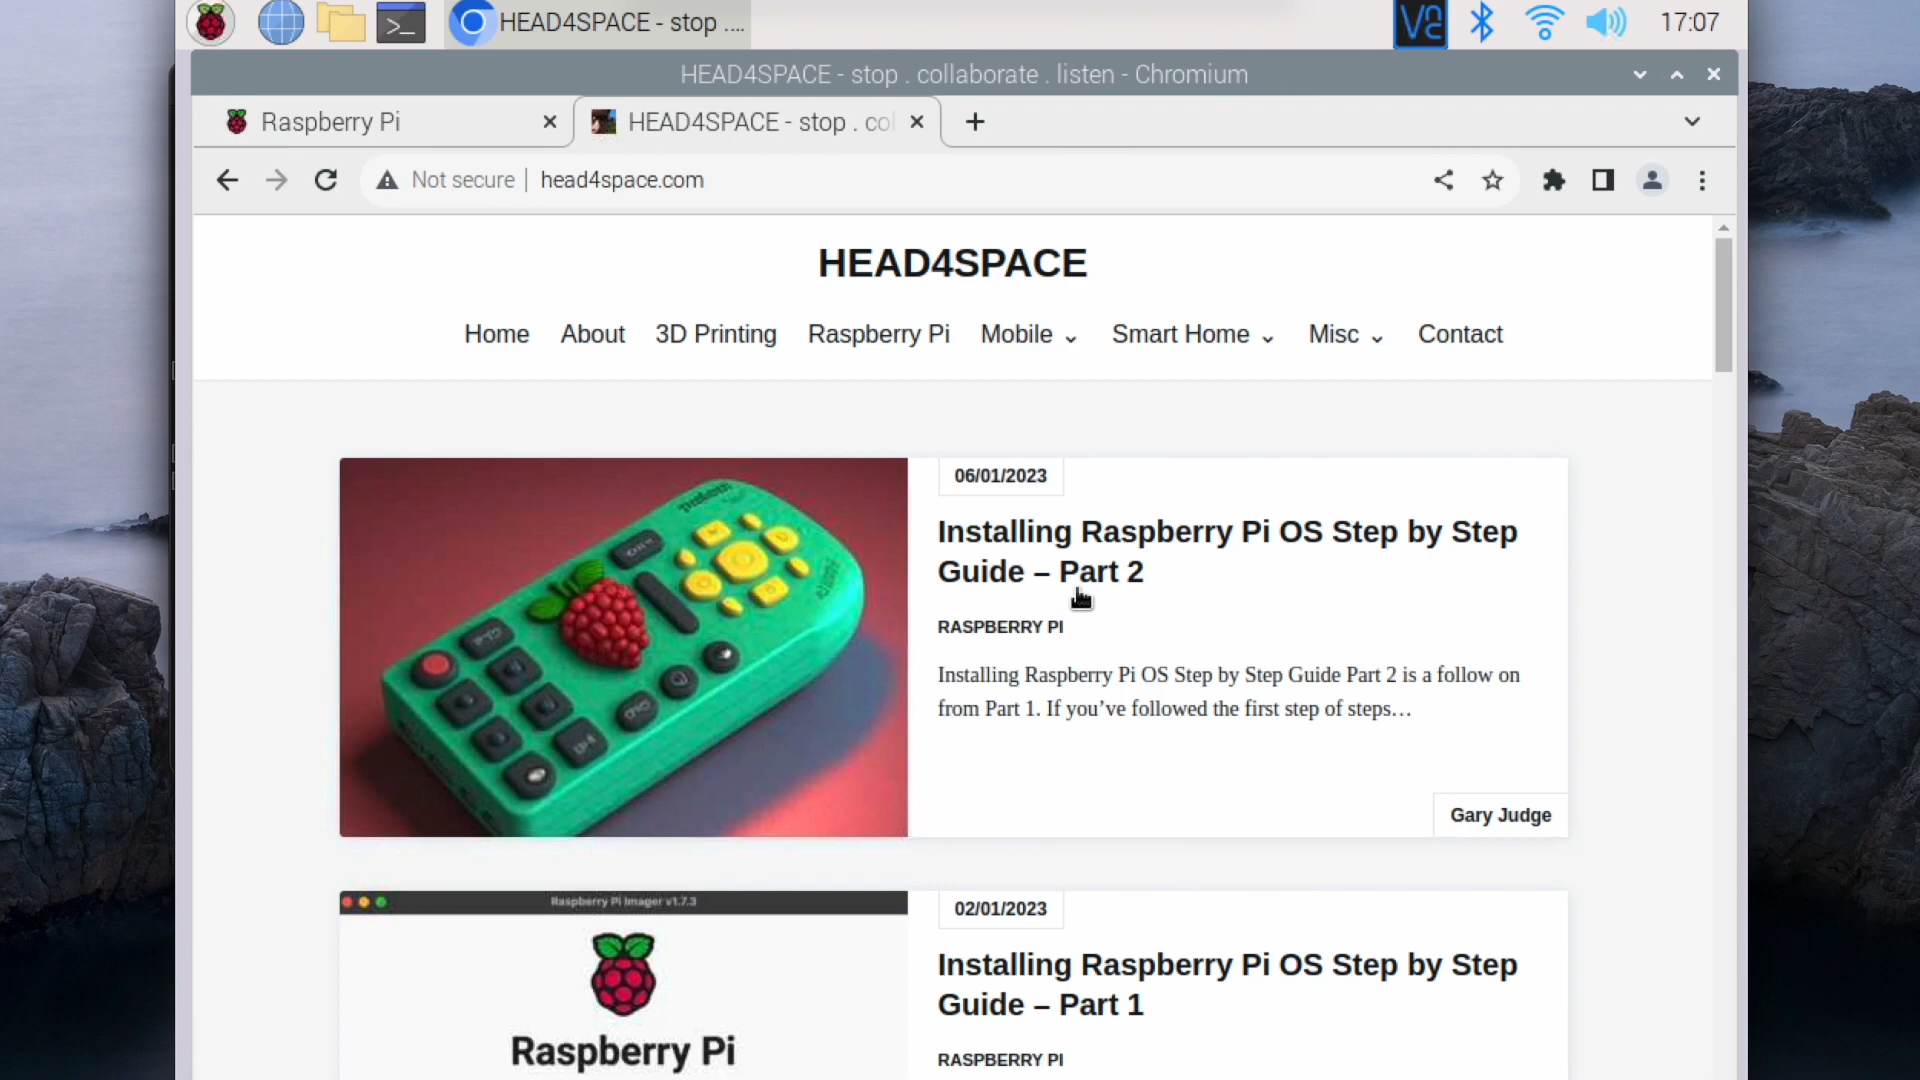 HEAD4SPACE - stop ....
17:07
HEAD4SPACE - stop . collaborate . listen - Chromium
Raspberry Pi
HEAD4SPACE - stop . col
Not secure
head4space.com
HEAD4SPACE
Home About 3D Printing Raspberry Pi Mobile Smart Home Misc Contact
06/01/2023
Installing Raspberry Pi OS Step by Step
Guide – Part 2
RASPBERRY PI
Installing Raspberry Pi OS Step by Step Guide Part 2 is a follow on
from Part 1. If you’ve followed the first step of steps…
Gary Judge
Raspberry Pi Imager v1.7.3
Raspberry Pi
02/01/2023
Installing Raspberry Pi OS Step by Step
Guide – Part 1
RASPBERRY PI